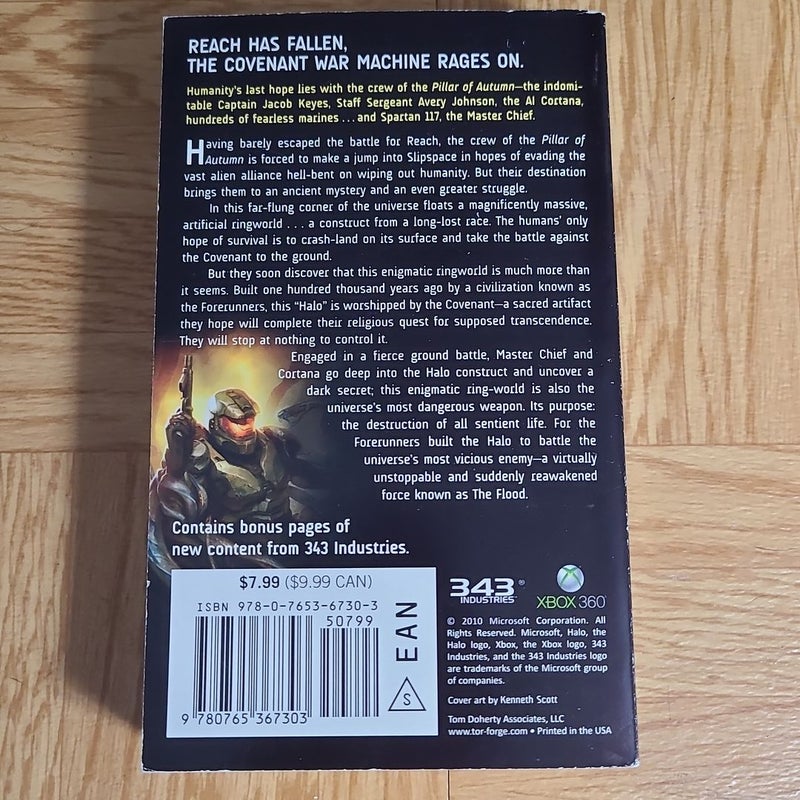 REACH HAS FALLEN,
THE COVENANT WAR MACHINE RAGES ON.
Humanity's last hope lies with the crew of the Pillar of Autumn—the indomi-
table Captain Jacob Keyes, Staff Sergeant Avery Johnson, the AI Cortana,
hundreds of fearless marines . . . and Spartan 117, the Master Chief.
Having barely escaped the battle for Reach, the crew of the Pillar of
Autumn is forced to make a jump into Slipspace in hopes of evading the
vast alien alliance hell-bent on wiping out humanity. But their destination
brings them to an ancient mystery and an even greater struggle.
In this far-flung corner of the universe floats a magnificently massive,
artificial ringworld . . . a construct from a long-lost race. The humans' only
hope of survival is to crash-land on its surface and take the battle against
the Covenant to the ground.
But they soon discover that this enigmatic ringworld is much more than
it seems. Built one hundred thousand years ago by a civilization known as
the Forerunners, this "Halo" is worshipped by the Covenant—a sacred artifact
they hope will complete their religious quest for supposed transcendence.
They will stop at nothing to control it.
Engaged in a fierce ground battle, Master Chief and
Cortana go deep into the Halo construct and uncover a
dark secret; this enigmatic ring-world is also the
universe's most dangerous weapon. Its purpose:
the destruction of all sentient life. For the
Forerunners built the Halo to battle the
universe's most vicious enemy—a virtually
unstoppable and suddenly reawakened
force known as The Flood.
Contains bonus pages of
new content from 343 Industries.
$7.99 ($9.99 CAN)
ISBN 978-0-7653-6730-3
50799
EAN
S
9 780765 367303
343®
INDUSTRIES
XBOX 360
© 2010 Microsoft Corporation. All
Rights Reserved. Microsoft, Halo, the
Halo logo, Xbox, the Xbox logo, 343
Industries, and the 343 Industries logo
are trademarks of the Microsoft group
of companies.
Cover art by Kenneth Scott
Tom Doherty Associates, LLC
www.tor-forge.com • Printed in the USA